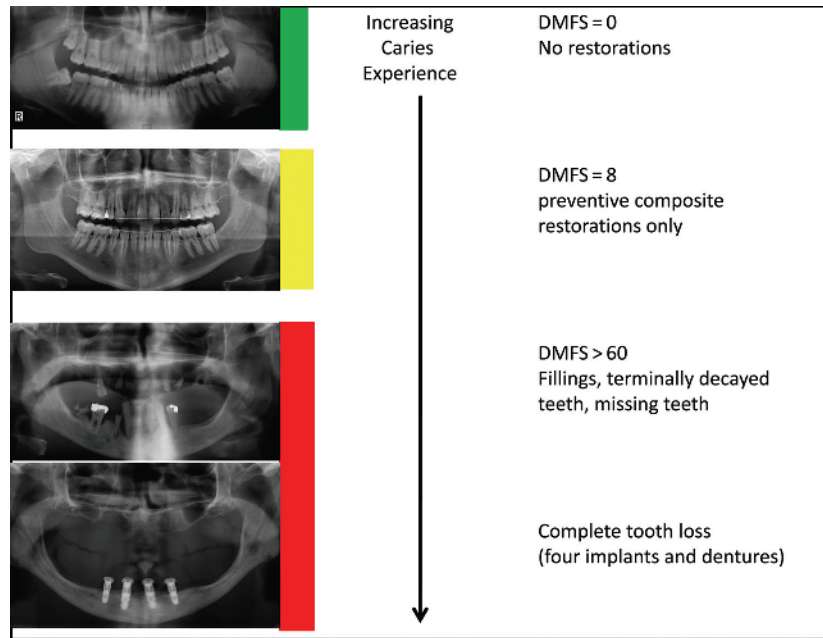 Increasing
Caries
Experience
DMFS = 0
No restorations
R
DMFS = 8
preventive composite
restorations only
DMFS > 60
Fillings, terminally decayed
teeth, missing teeth
Complete tooth loss
(four implants and dentures)